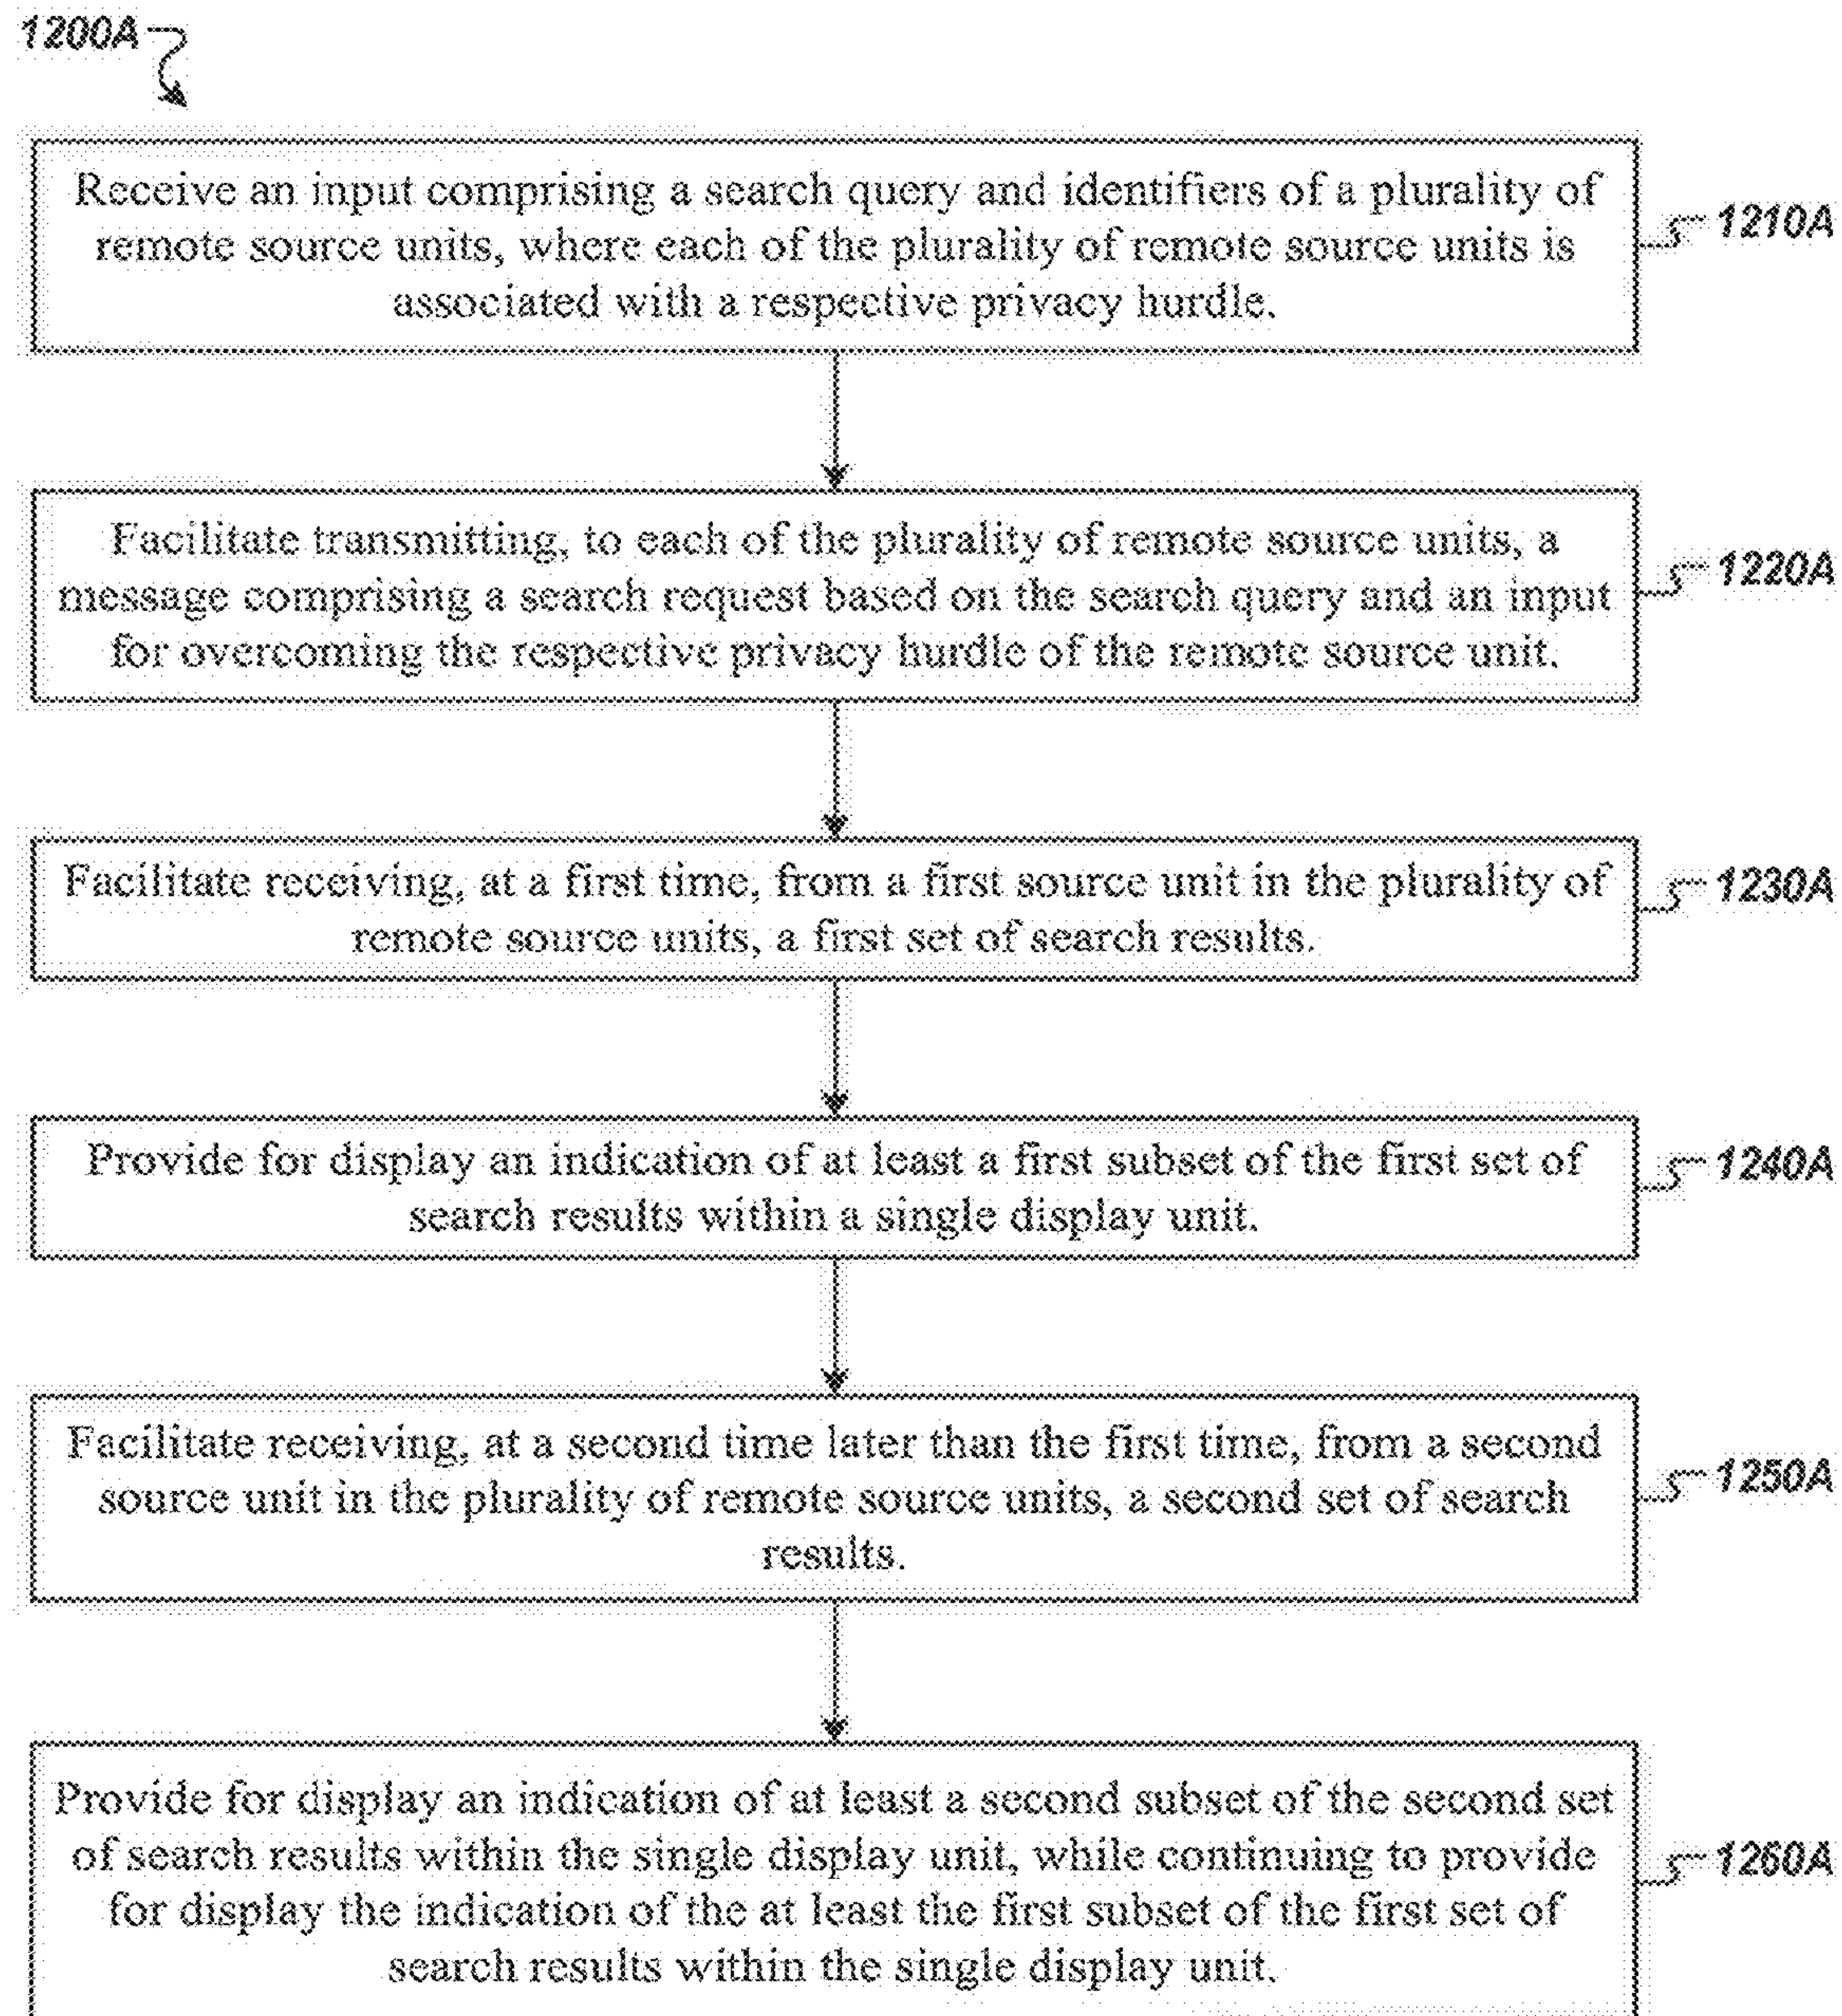 1200A
Receive an input comprising a search query and identifiers of a plurality of
remote source units, where each of the plurality of remote source units is
associated with a respective privacy hurdle.
1210A
Facilitate transmitting, to each of the plurality of remote source units, a
message comprising a search request based on the search query and an input
for overcoming the respective privacy hurdle of the remote source unit.
1220A
Facilitate receiving, at a first time, from a first source unit in the plurality of
remote source units, a first set of search results.
1230A
Provide for display an indication of at least a first subset of the first set of
search results within a single display unit.
1240A
Facilitate receiving, at a second time later than the first time, from a second
source unit in the plurality of remote source units, a second set of search
results.
1250A
Provide for display an indication of at least a second subset of the second set
of search results within the single display unit, while continuing to provide
for display the indication of the at least the first subset of the first set of
search results within the single display unit.
1260A